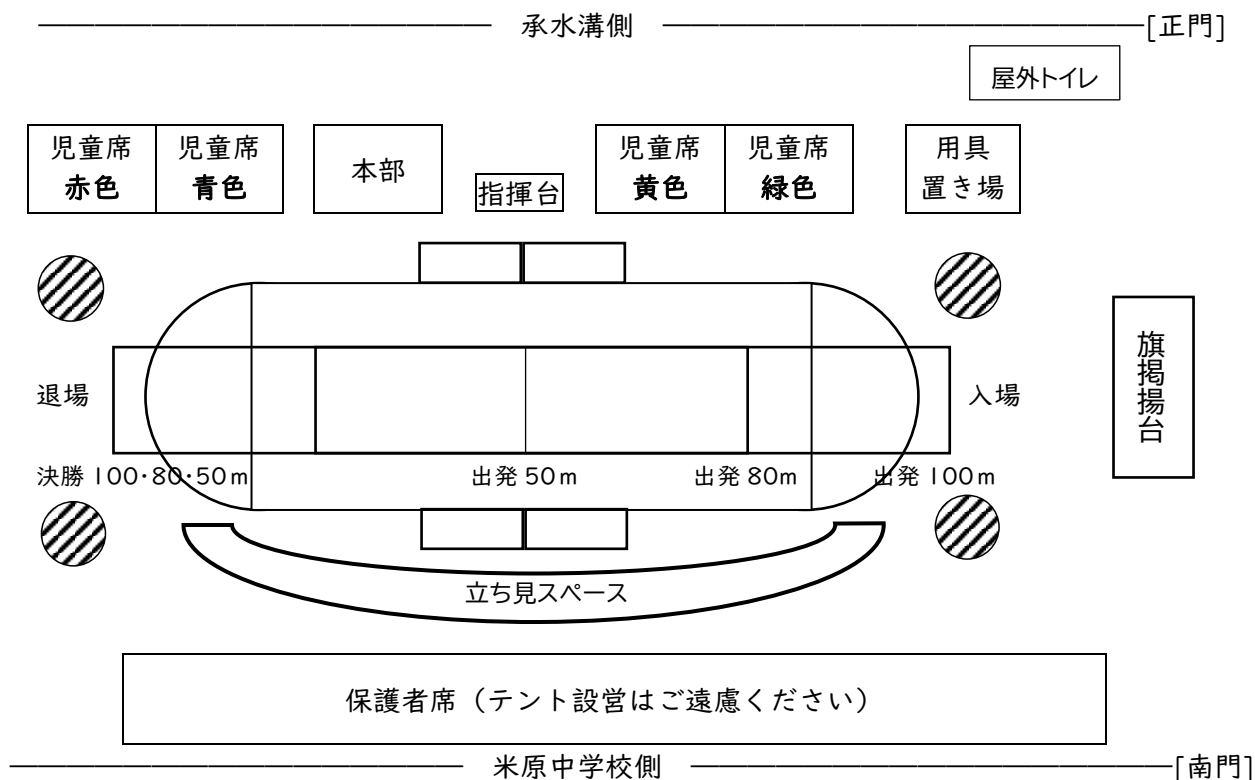 承水溝側
[正門]
屋外トイレ
児童席
赤色
児童席
青色
本部
指揮台
児童席
黄色
児童席
緑色
用具
置き場
旗掲揚台
退場
入場
決勝 100・80・50m
出発 50m
出発 80m
出発 100m
立ち見スペース
保護者席（テント設営はご遠慮ください）
米原中学校側
[南門]